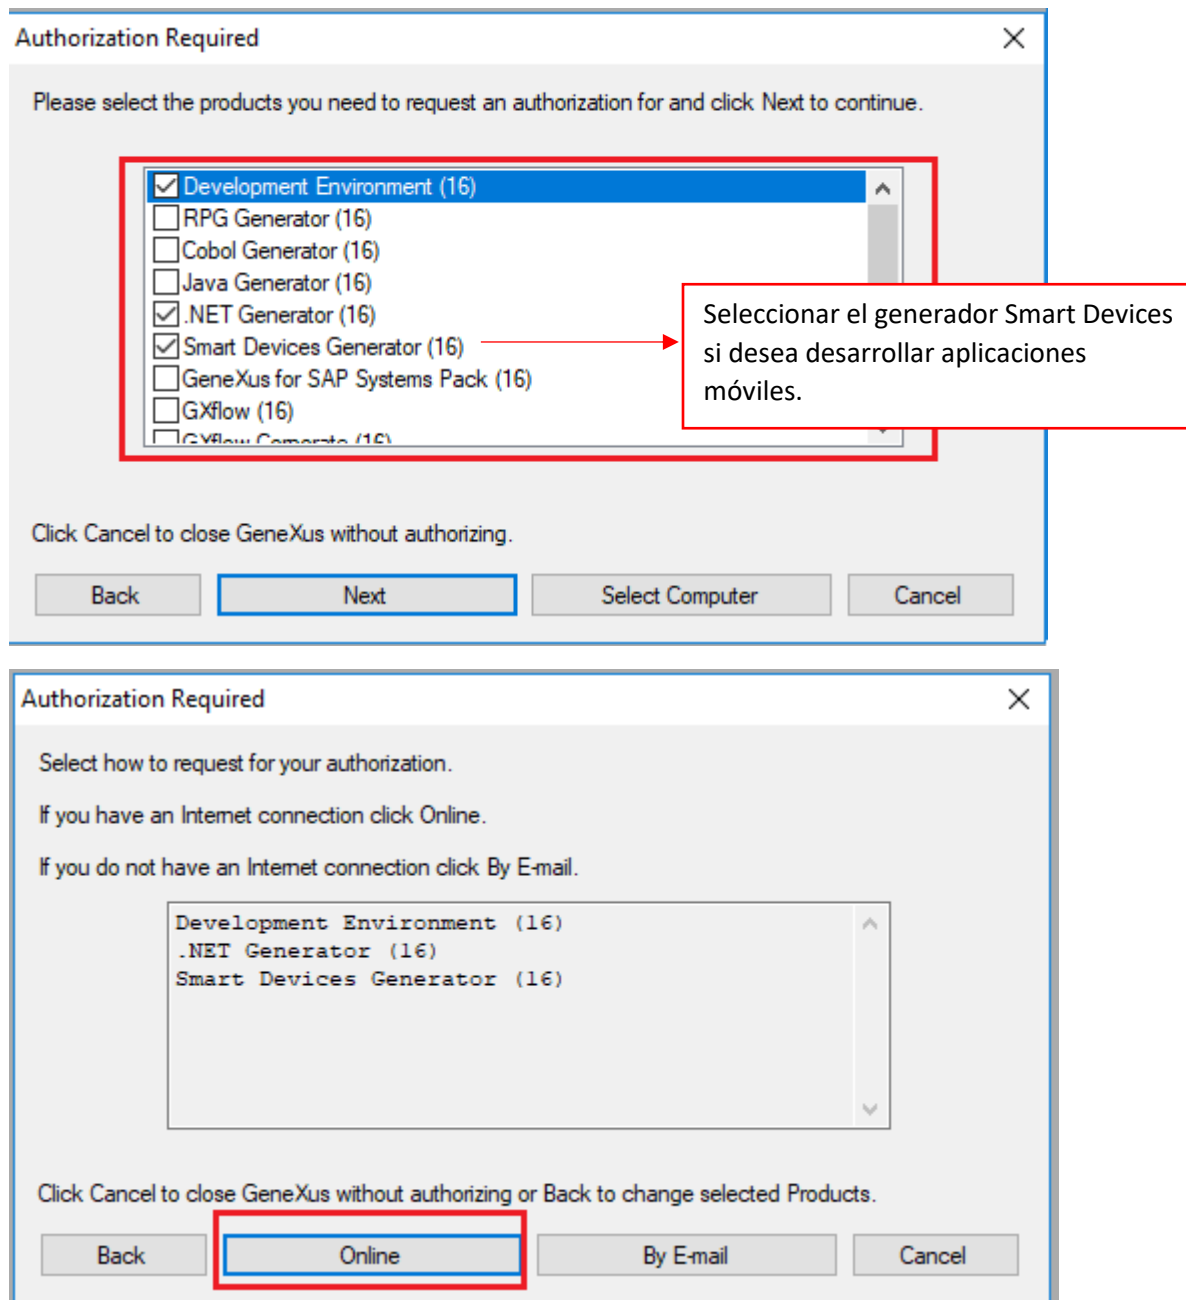 Authorization Required
Please select the products you need to request an authorization for and click Next to continue.
Development Environment (16)
RPG Generator (16)
Cobol Generator (16)
Java Generator (16)
.NET Generator (16)
Smart Devices Generator (16)
GeneXus for SAP Systems Pack (16)
GXflow (16)
GXflow Corporate (16)
Seleccionar el generador Smart Devices
si desea desarrollar aplicaciones
móviles.
Click Cancel to close GeneXus without authorizing.
Back Next Select Computer Cancel
Authorization Required
Select how to request for your authorization.
If you have an Internet connection click Online.
If you do not have an Internet connection click By E-mail.
Development Environment (16)
.NET Generator (16)
Smart Devices Generator (16)
Click Cancel to close GeneXus without authorizing or Back to change selected Products.
Back Online By E-mail Cancel